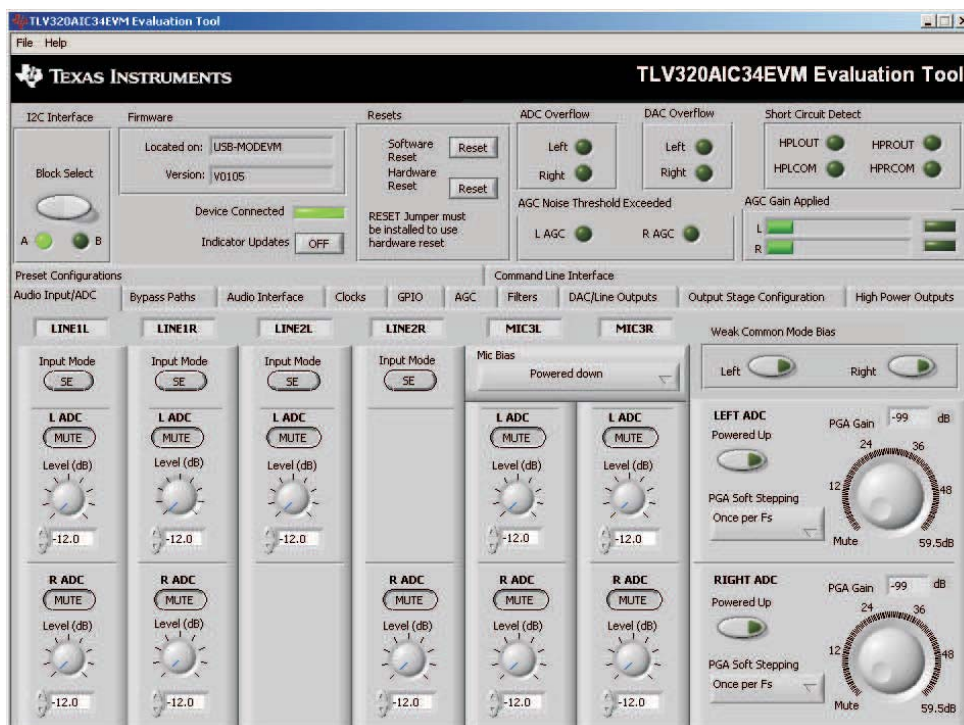 TLV320AIC34EVM Evaluation Tool
File Help
TEXAS INSTRUMENTS
TLV320AIC34EVM Evaluation Tool
I2C Interface
Block Select
A B
Firmware
Located on: USB-MODEVM
Version: V0105
Device Connected
Indicator Updates OFF
Resets
Software Reset Reset
Hardware Reset Reset
RESET Jumper must
be installed to use
hardware reset
ADC Overflow
Left
Right
DAC Overflow
Left
Right
Short Circuit Detect
HPLOUT HPROUT
HPLCOM HPRCOM
AGC Noise Threshold Exceeded
L AGC R AGC
AGC Gain Applied
L
R
Preset Configurations Command Line Interface
Audio Input/ADC Bypass Paths Audio Interface Clocks GPIO AGC Filters DAC/Line Outputs Output Stage Configuration High Power Outputs
LINE1L LINE1R LINE2L LINE2R MIC3L MIC3R
Input Mode Input Mode Input Mode Input Mode
SE SE SE SE
Mic Bias
Powered down
L ADC L ADC L ADC L ADC L ADC
MUTE MUTE MUTE MUTE MUTE
Level (dB) Level (dB) Level (dB) Level (dB) Level (dB)
-12.0 -12.0 -12.0 -12.0 -12.0
R ADC R ADC R ADC R ADC R ADC
MUTE MUTE MUTE MUTE MUTE
Level (dB) Level (dB) Level (dB) Level (dB) Level (dB)
-12.0 -12.0 -12.0 -12.0 -12.0
Weak Common Mode Bias
Left Right
LEFT ADC
Powered Up
PGA Soft Stepping
Once per Fs
PGA Gain -99 dB
24 36
12 48
Mute 59.5dB
RIGHT ADC
Powered Up
PGA Soft Stepping
Once per Fs
PGA Gain -99 dB
24 36
12 48
Mute 59.5dB